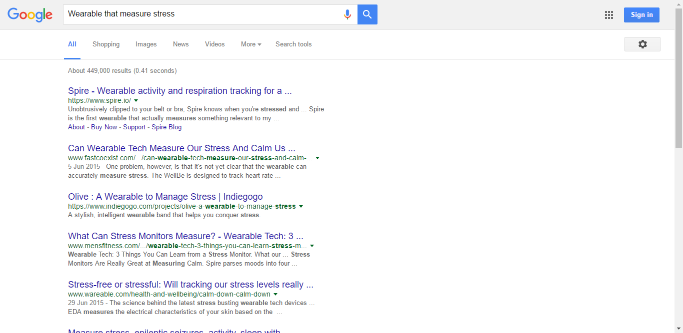 Google
Wearable that measure stress
Sign in
All Shopping Images News Videos More Search tools
About 449,000 results (0.41 seconds)
Spire - Wearable activity and respiration tracking for a ...
https://www.spire.io/
Unobtrusively clipped to your belt or bra, Spire knows when you're stressed and ... Spire
is the first wearable that actually measures something relevant to my ...
About - Buy Now - Support - Spire Blog
Can Wearable Tech Measure Our Stress And Calm Us ...
www.fastcoexist.com/.../can-wearable-tech-measure-our-stress-and-calm-
5 Jun 2015 - One problem, however, is that it's not yet clear that the wearable can
accurately measure stress. The WellBe is designed to track heart rate ...
Olive : A Wearable to Manage Stress | Indiegogo
https://www.indiegogo.com/projects/olive-a-wearable-to-manage-stress
A stylish, intelligent wearable band that helps you conquer stress.
What Can Stress Monitors Measure? - Wearable Tech: 3 ...
www.mensfitness.com/.../wearable-tech-3-things-you-can-learn-stress-m...
Wearable Tech: 3 Things You Can Learn from a Stress Monitor. What our ... Stress
Monitors Are Really Great at Measuring Calm. Spire parses moods into four ...
Stress-free or stressful: Will tracking our stress levels really ...
www.wareable.com/health-and-wellbeing/calm-down-calm-down
29 Jun 2015 - The science behind the latest stress busting wearable tech devices ...
EDA measures the electrical characteristics of your skin based on the ...
Measure stress, epileptic seizures, activity, sleep with